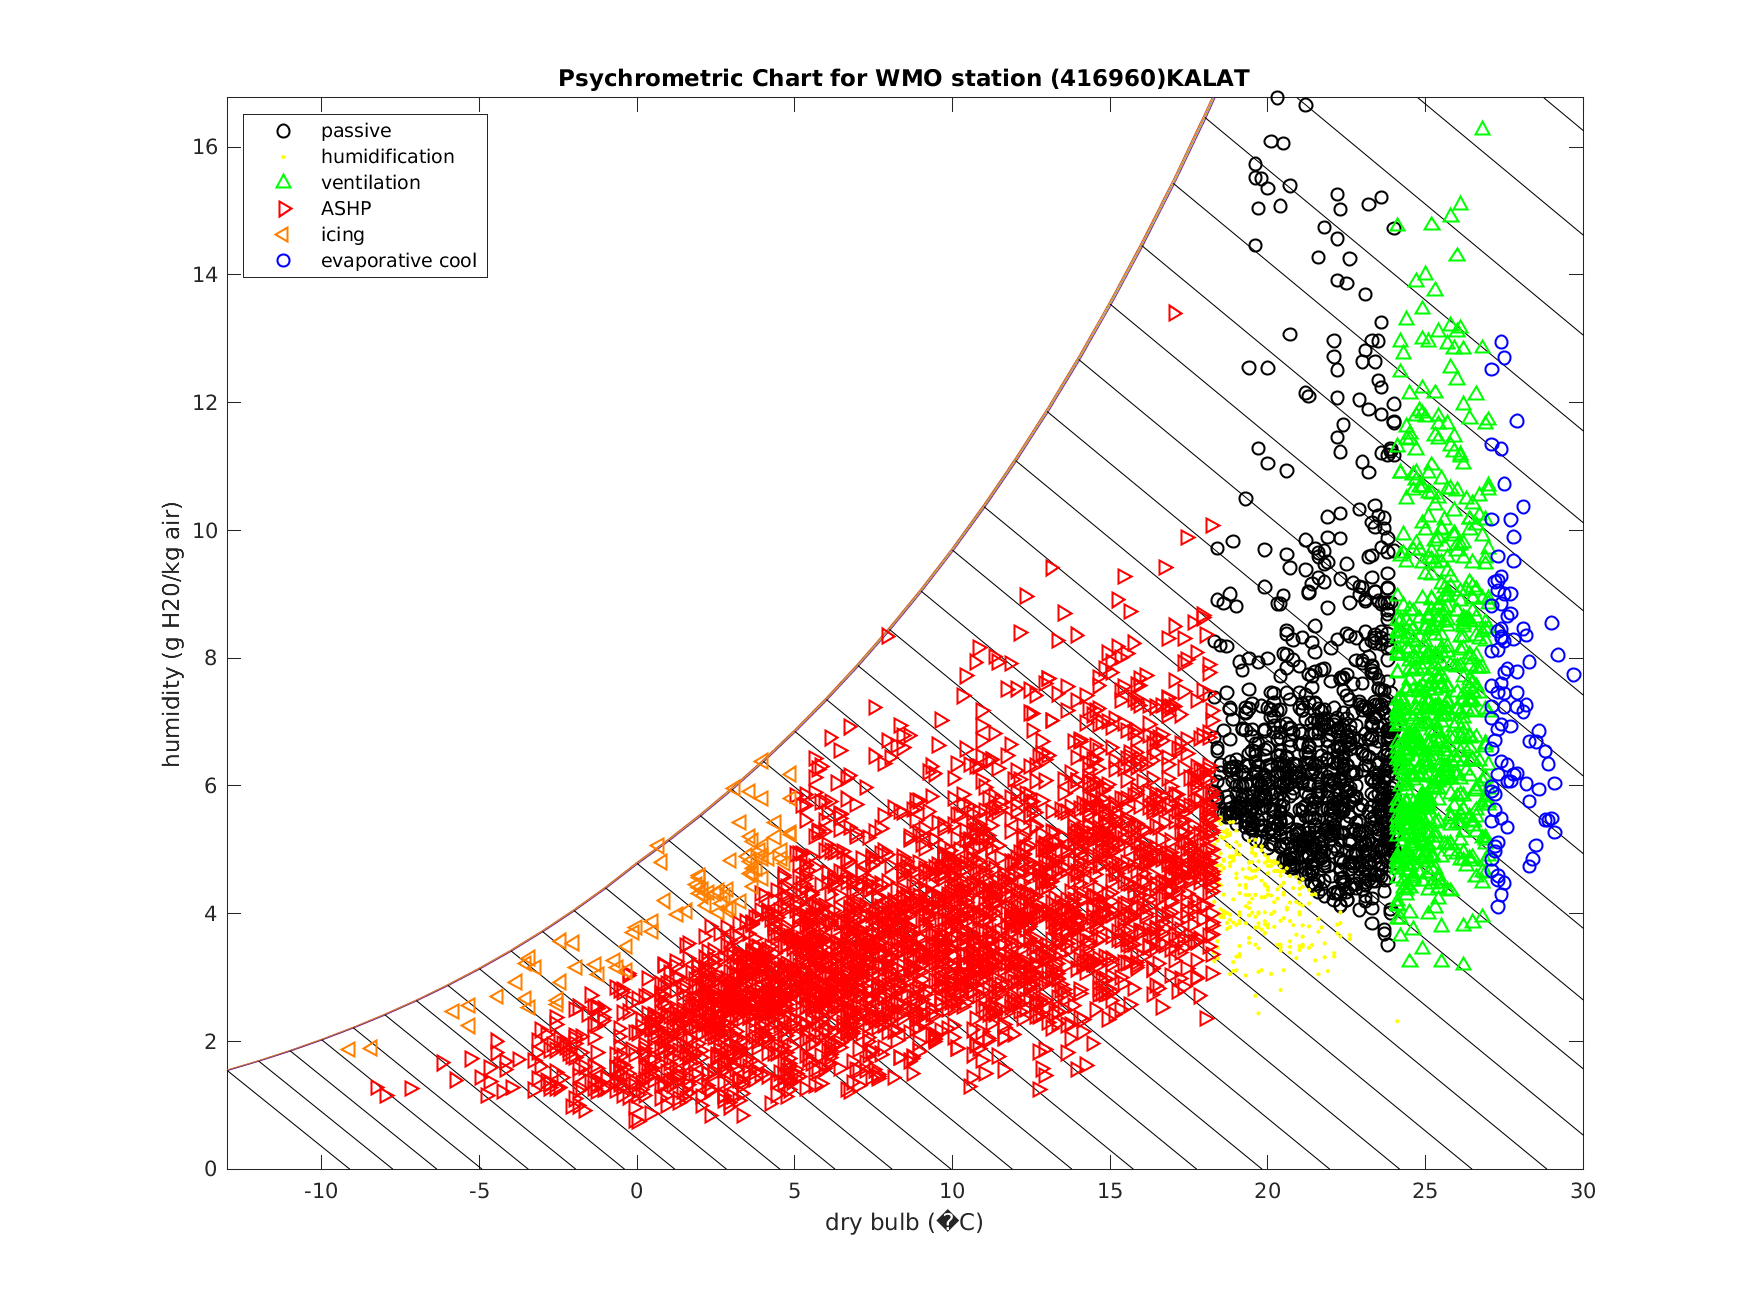 Psychrometric Chart for WMO station (416960)KALAT
passive
humidification
ventilation
ASHP
icing
evaporative cool
humidity (g H20/kg air)
16
14
12
10
8
6
4
2
0
-10 -5 0 5 10 15 20 25 30
dry bulb (�C)